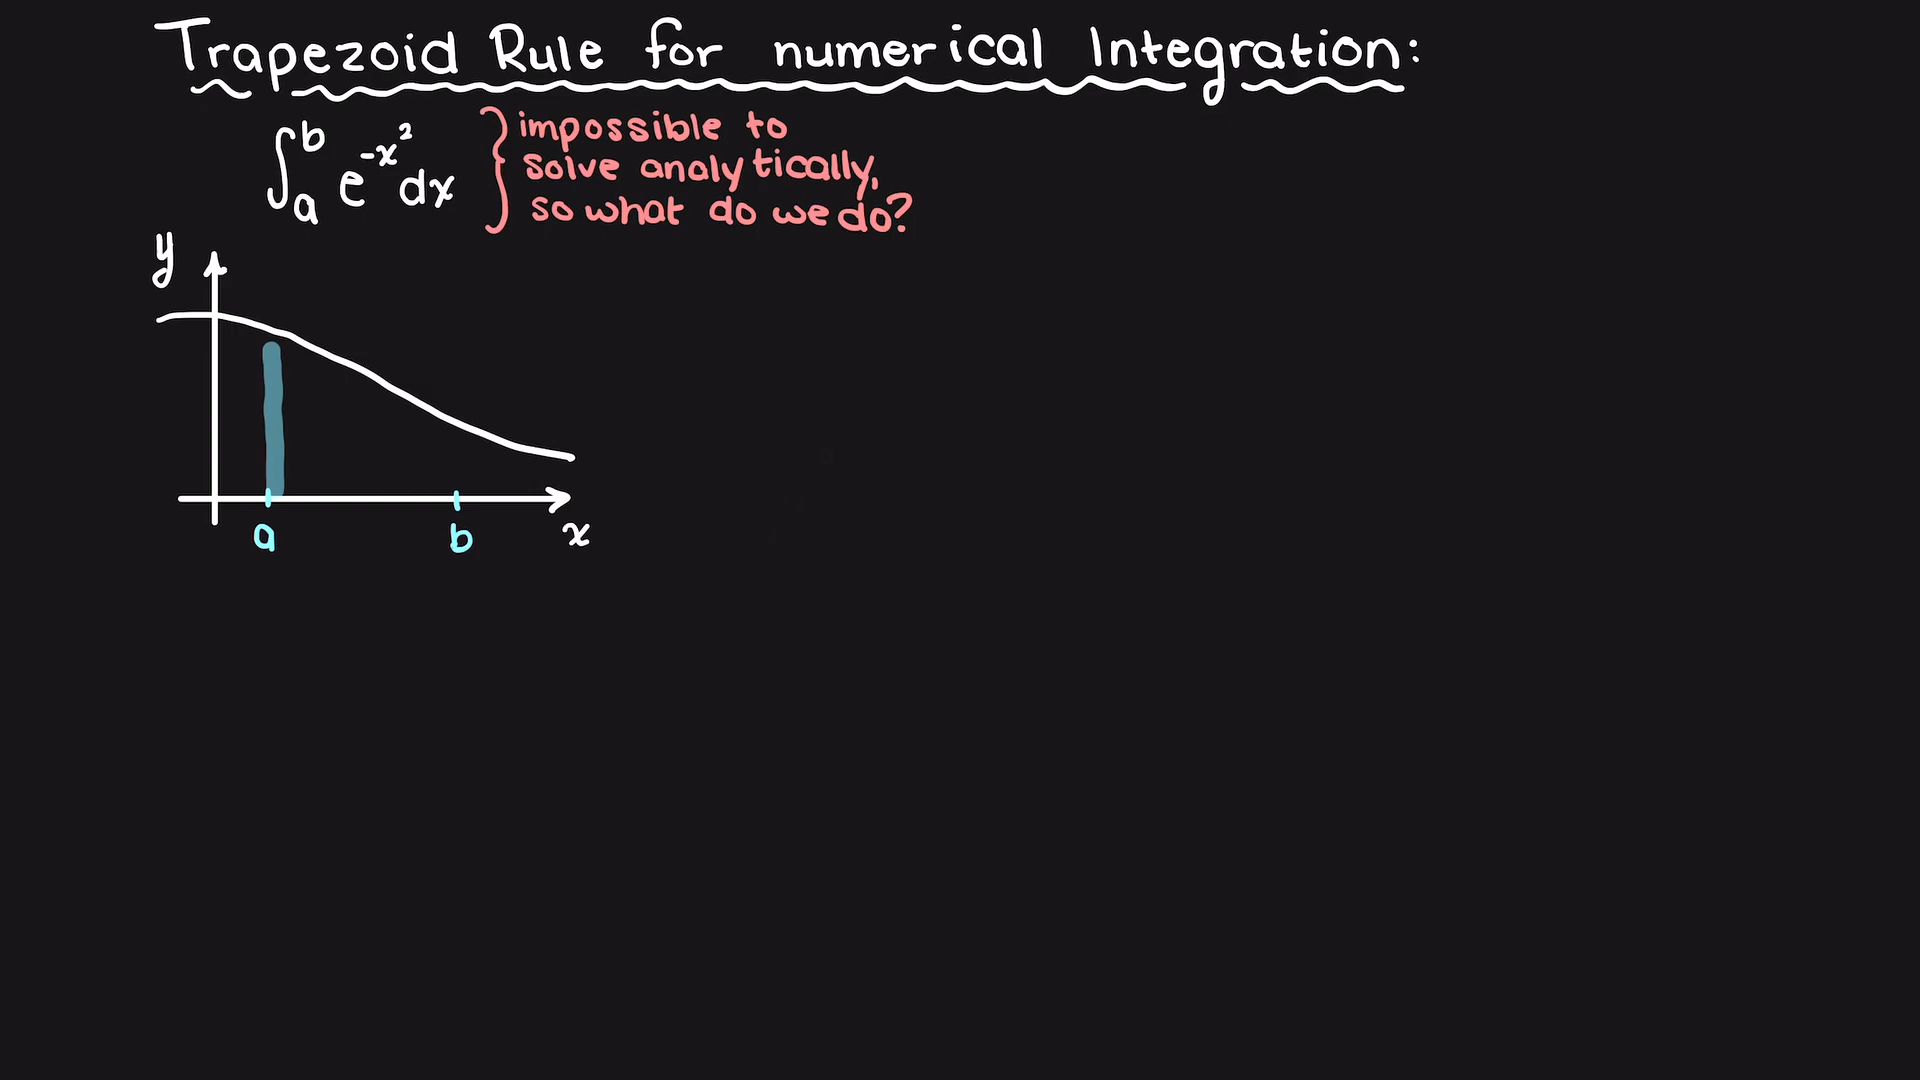 Trapezoid Rule for numerical Integration:
∫ₐᵇ e^(-x²) dx
impossible to
solve analytically,
so what do we do?
y
a b x